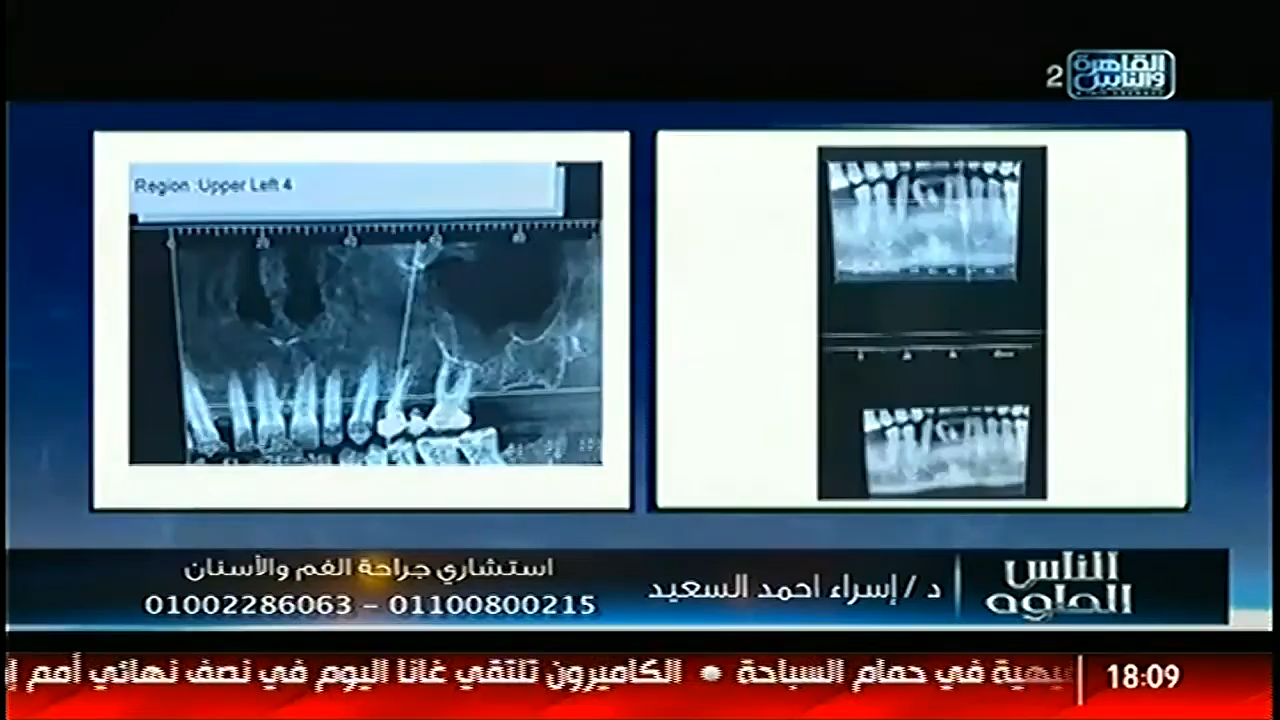 القاهرة والناس 2
Region :Upper Left 4
الناس الحلوه
د / إسراء احمد السعيد
استشاري جراحة الفم والأسنان
01002286063 - 01100800215
18:09
في حمام السباحة • الكاميرون تلتقي غانا اليوم في نصف نهائي أمم